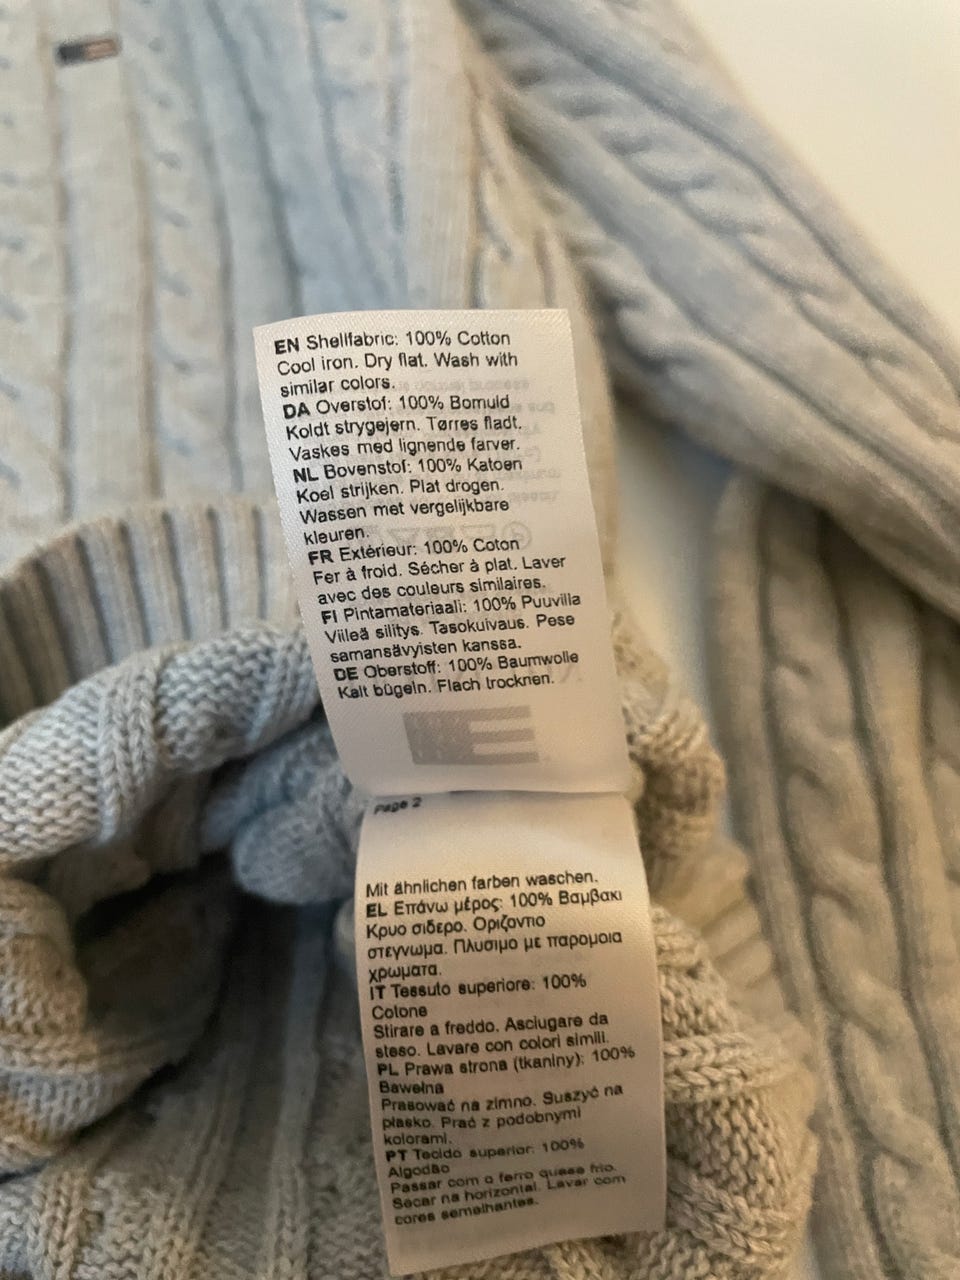 EN Shellfabric: 100% Cotton
Cool iron. Dry flat. Wash with
similar colors.
DA Overstof: 100% Bomuld
Koldt strygejern. Tørres fladt.
Vaskes med lignende farver.
NL Bovenstof: 100% Katoen
Koel strijken. Plat drogen.
Wassen met vergelijkbare
kleuren.
FR Extérieur: 100% Coton
Fer à froid. Sécher à plat. Laver
avec des couleurs similaires.
FI Pintamateriaali: 100% Puuvilla
Viileä silitys. Tasokuivaus. Pese
samansävyisten kanssa.
DE Oberstoff: 100% Baumwolle
Kalt bügeln. Flach trocknen.
Page 2
Mit ähnlichen farben waschen.
EL Επάνω μέρος: 100% Βαμβακι
Κρυο σιδερο. Οριζοντιο
στεγνωμα. Πλυσιμο με παρομοια
χρωματα.
IT Tessuto superiore: 100%
Cotone
Stirare a freddo. Asciugare da
steso. Lavare con colori simili.
PL Prawa strona (tkaniny): 100%
Bawełna
Prasować na zimno. Suszyć na
płasko. Prać z podobnymi
kolorami.
PT Tecido superior: 100%
Algodão
Passar com o ferro quase frio.
Secar na horizontal. Lavar com
cores semelhantes.